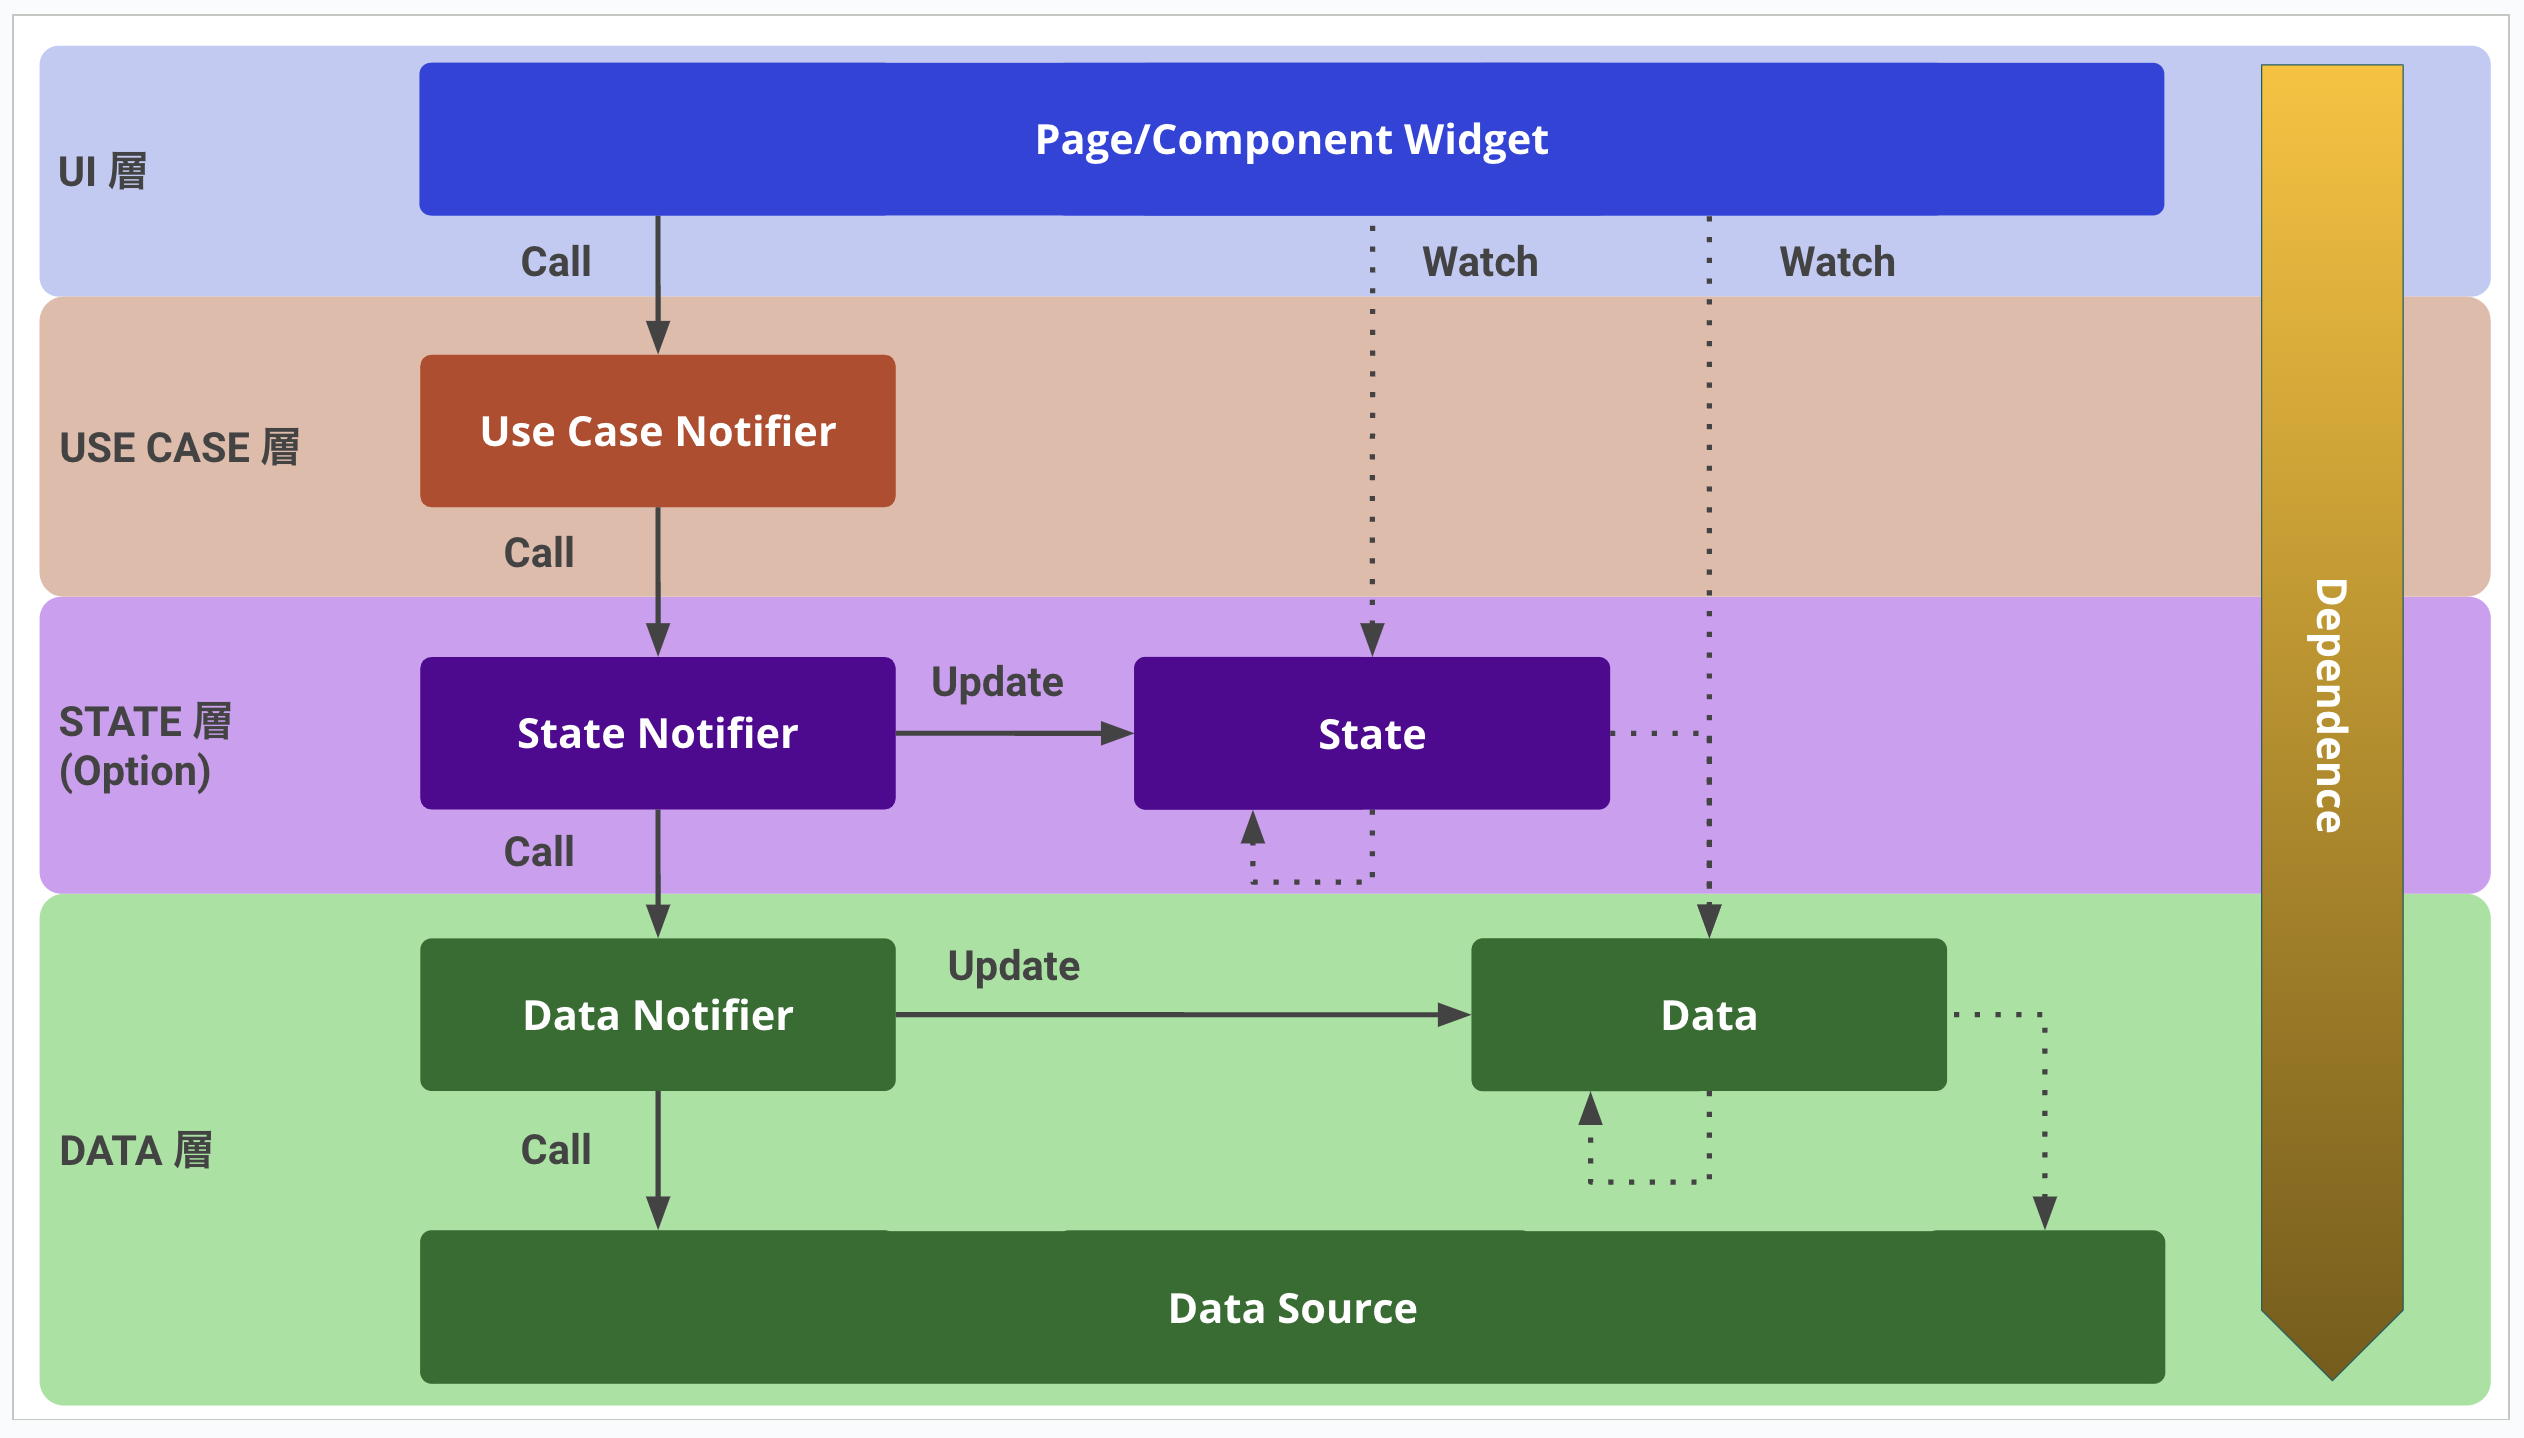 Page/Component Widget
UI 層
Call
Watch
Watch
Use Case Notifier
USE CASE 層
Call
State Notifier
Update
State
STATE 層
(Option)
Call
Data Notifier
Update
Data
DATA 層
Call
Data Source
Dependence